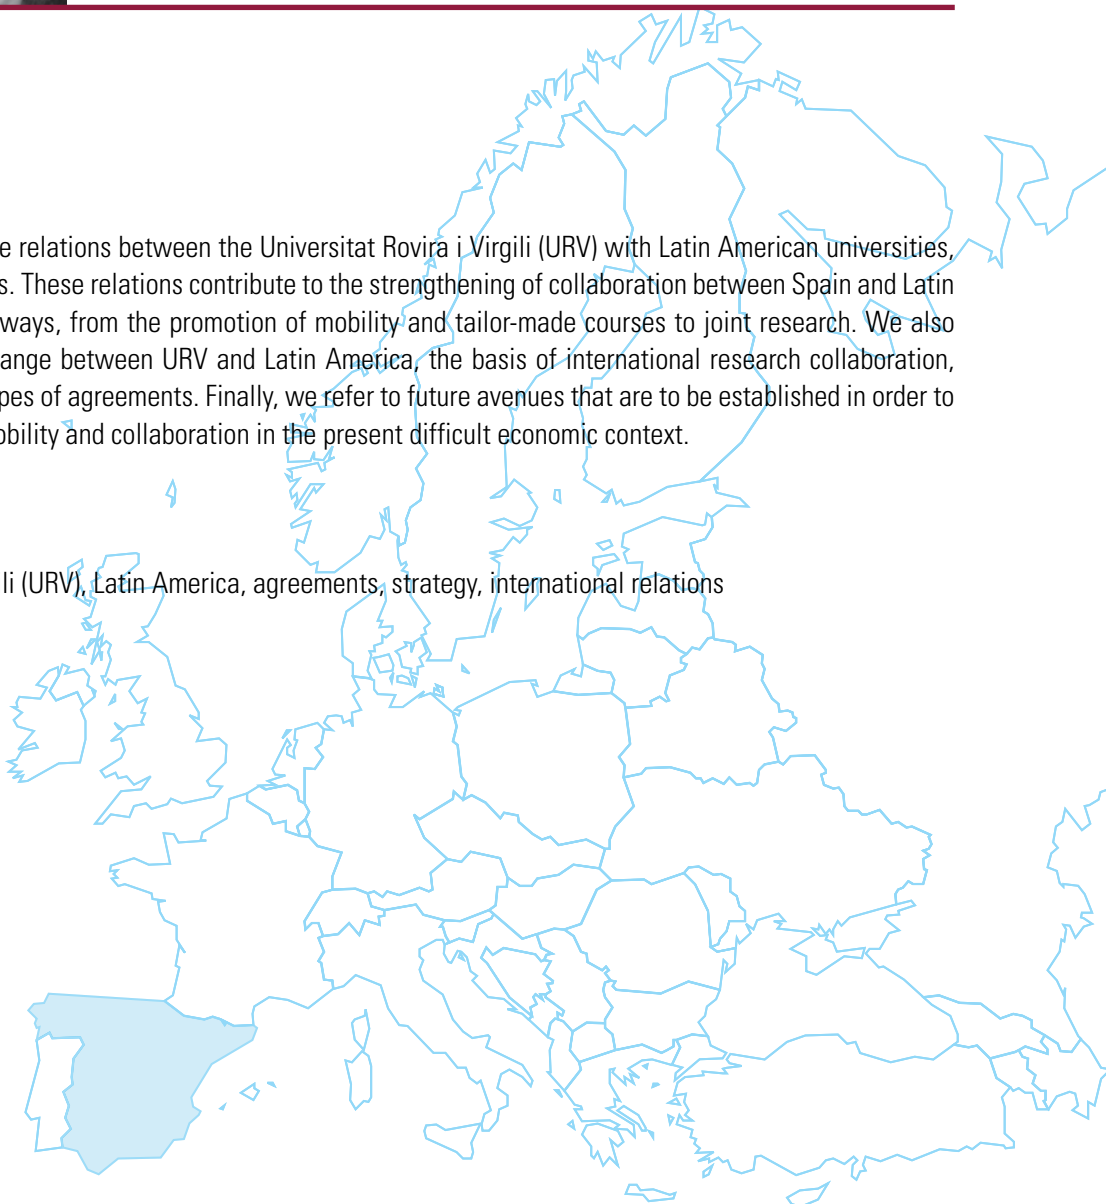 e relations between the Universitat Rovira i Virgili (URV) with Latin American universities,
s. These relations contribute to the strengthening of collaboration between Spain and Latin
ways, from the promotion of mobility and tailor-made courses to joint research. We also
ange between URV and Latin America, the basis of international research collaboration,
pes of agreements. Finally, we refer to future avenues that are to be established in order to
obility and collaboration in the present difficult economic context.
li (URV), Latin America, agreements, strategy, international relations